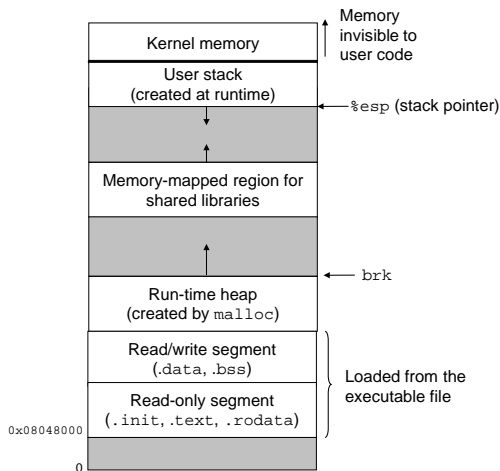 Kernel memory
Memory
invisible to
user code
User stack
(created at runtime)
%esp (stack pointer)
Memory-mapped region for
shared libraries
brk
Run-time heap
(created by malloc)
Read/write segment
(.data, .bss)
Loaded from the
executable file
Read-only segment
(.init, .text, .rodata)
0x08048000
0